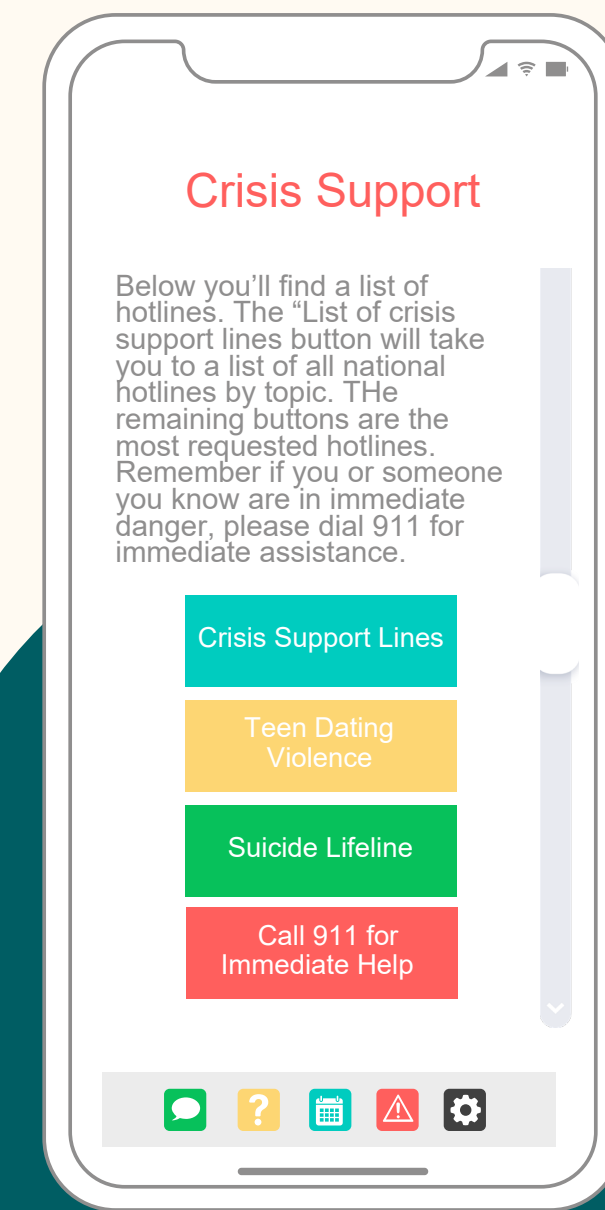 Crisis Support
Below you’ll find a list of
hotlines. The “List of crisis
support lines button will take
you to a list of all national
hotlines by topic. THe
remaining buttons are the
most requested hotlines.
Remember if you or someone
you know are in immediate
danger, please dial 911 for
immediate assistance.
Crisis Support Lines
Teen Dating
Violence
Suicide Lifeline
Call 911 for
Immediate Help
?